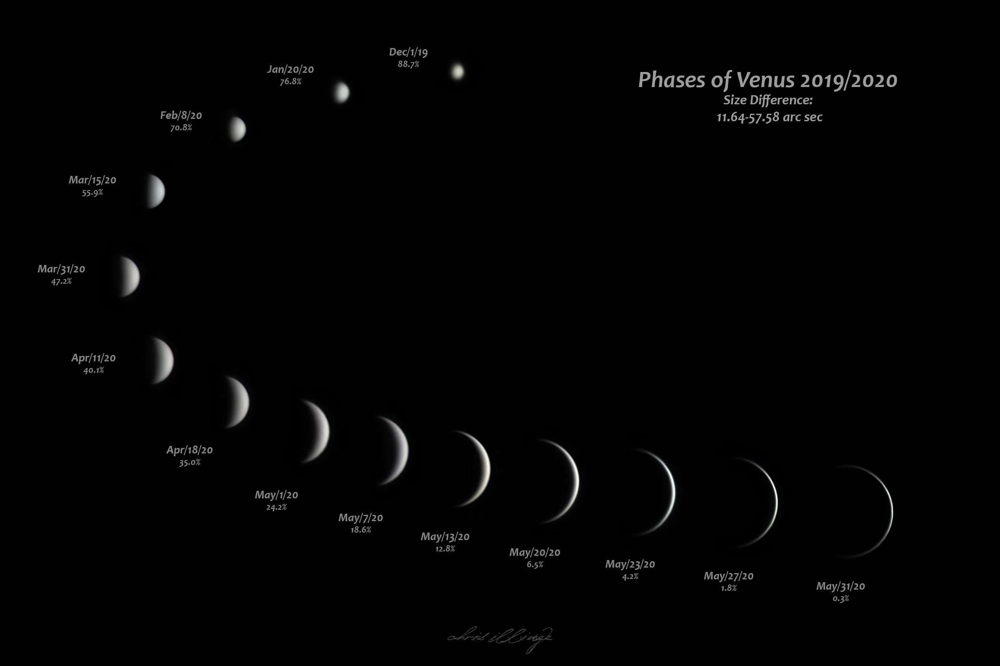 Phases of Venus 2019/2020
Size Difference:
11.64-57.58 arc sec
Dec/1/19
88.7%
Jan/20/20
76.8%
Feb/8/20
70.8%
Mar/15/20
55.9%
Mar/31/20
47.2%
Apr/11/20
40.1%
Apr/18/20
35.0%
May/1/20
24.2%
May/7/20
18.6%
May/13/20
12.8%
May/20/20
6.5%
May/23/20
4.2%
May/27/20
1.8%
May/31/20
0.3%
chris illidge